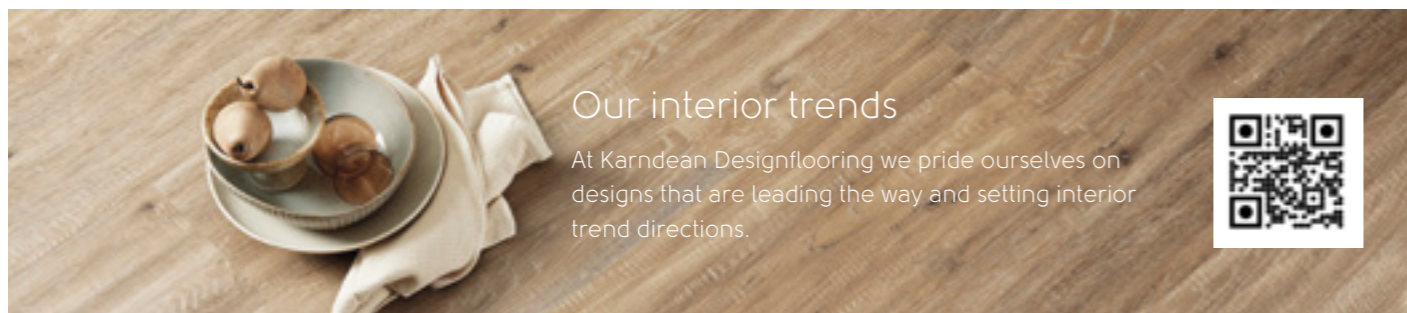 Our interior trends
At Karndean Designflooring we pride ourselves on
designs that are leading the way and setting interior
trend directions.